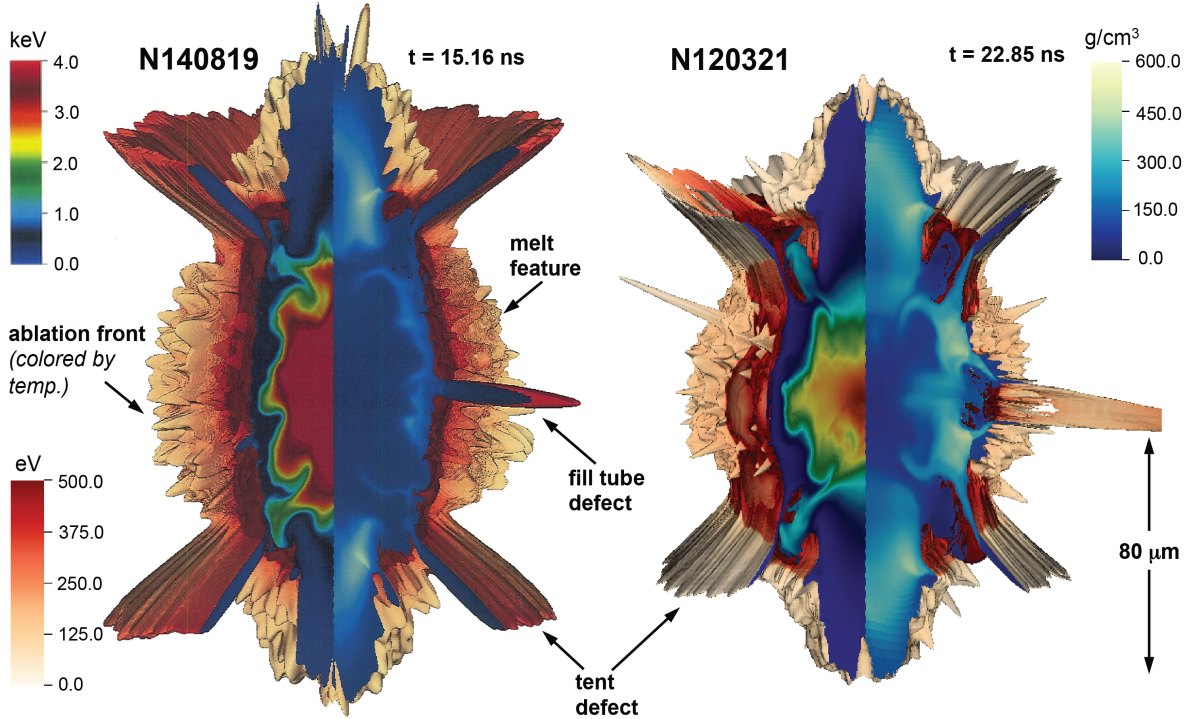 keV
N140819
t = 15.16 ns
N120321
t = 22.85 ns
g/cm³
4.0
3.0
2.0
1.0
0.0
600.0
450.0
300.0
150.0
0.0
melt
feature
ablation front
(colored by
temp.)
eV
500.0
375.0
250.0
125.0
0.0
fill tube
defect
80 μm
tent
defect